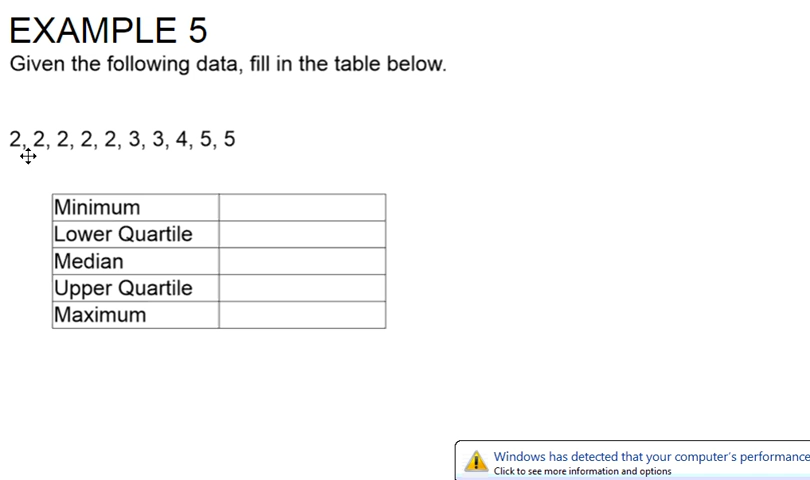 EXAMPLE 5
Given the following data, fill in the table below.
2, 2, 2, 2, 2, 3, 3, 4, 5, 5
Minimum
Lower Quartile
Median
Upper Quartile
Maximum
Windows has detected that your computer's performance
Click to see more information and options